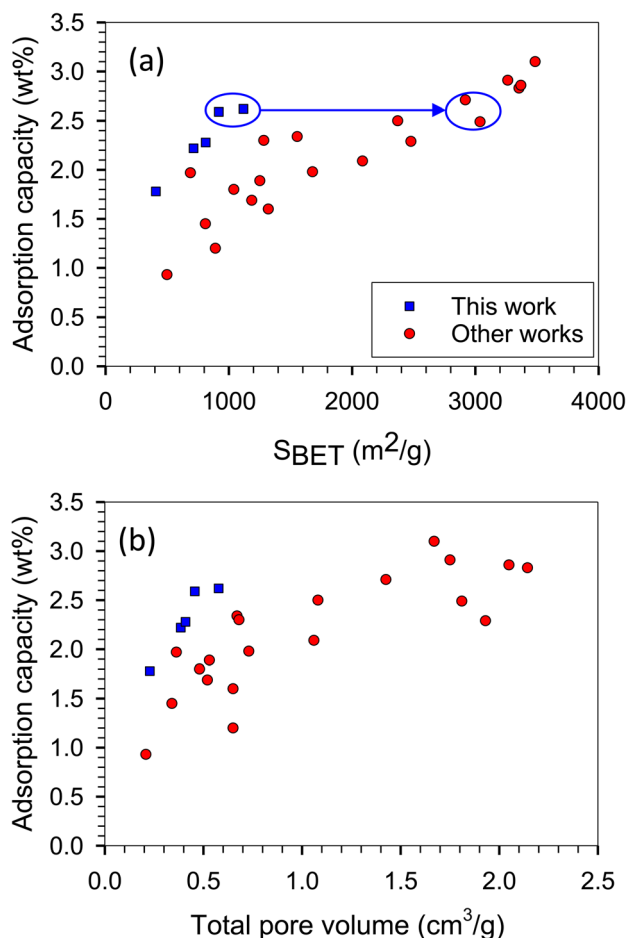 (a)
Adsorption capacity (wt%)
3.5
3.0
2.5
2.0
1.5
1.0
0.5
0.0
This work
Other works
0 1000 2000 3000 4000
SBET (m²/g)
(b)
Adsorption capacity (wt%)
3.5
3.0
2.5
2.0
1.5
1.0
0.5
0.0
0.0 0.5 1.0 1.5 2.0 2.5
Total pore volume (cm³/g)